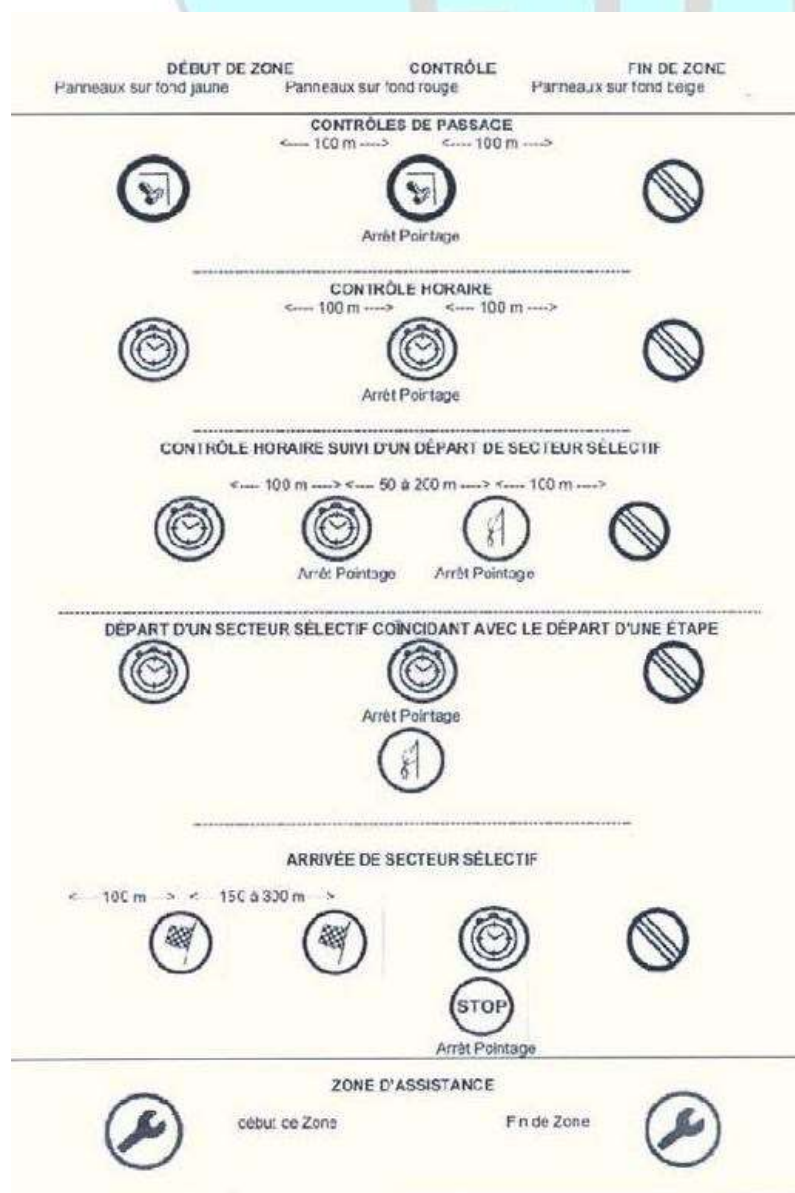 DÉBUT DE ZONE CONTRÔLE FIN DE ZONE
Panneaux sur fond jaune Panneaux sur fond rouge Panneaux sur fond beige
CONTRÔLES DE PASSAGE
<---- 100 m ----> <---- 100 m ---->
Arrêt Pointage
CONTRÔLE HORAIRE
<---- 100 m ----> <---- 100 m ---->
Arrêt Pointage
CONTRÔLE HORAIRE SUIVI D'UN DÉPART DE SECTEUR SÉLECTIF
<---- 100 m ----> <---- 50 à 200 m ----> <---- 100 m ---->
Arrêt Pointage Arrêt Pointage
DÉPART D'UN SECTEUR SÉLECTIF COÏNCIDANT AVEC LE DÉPART D'UNE ÉTAPE
Arrêt Pointage
ARRIVÉE DE SECTEUR SÉLECTIF
<---- 100 m ----> <---- 150 à 300 m ---->
STOP
Arrêt Pointage
ZONE D'ASSISTANCE
début de Zone Fin de Zone